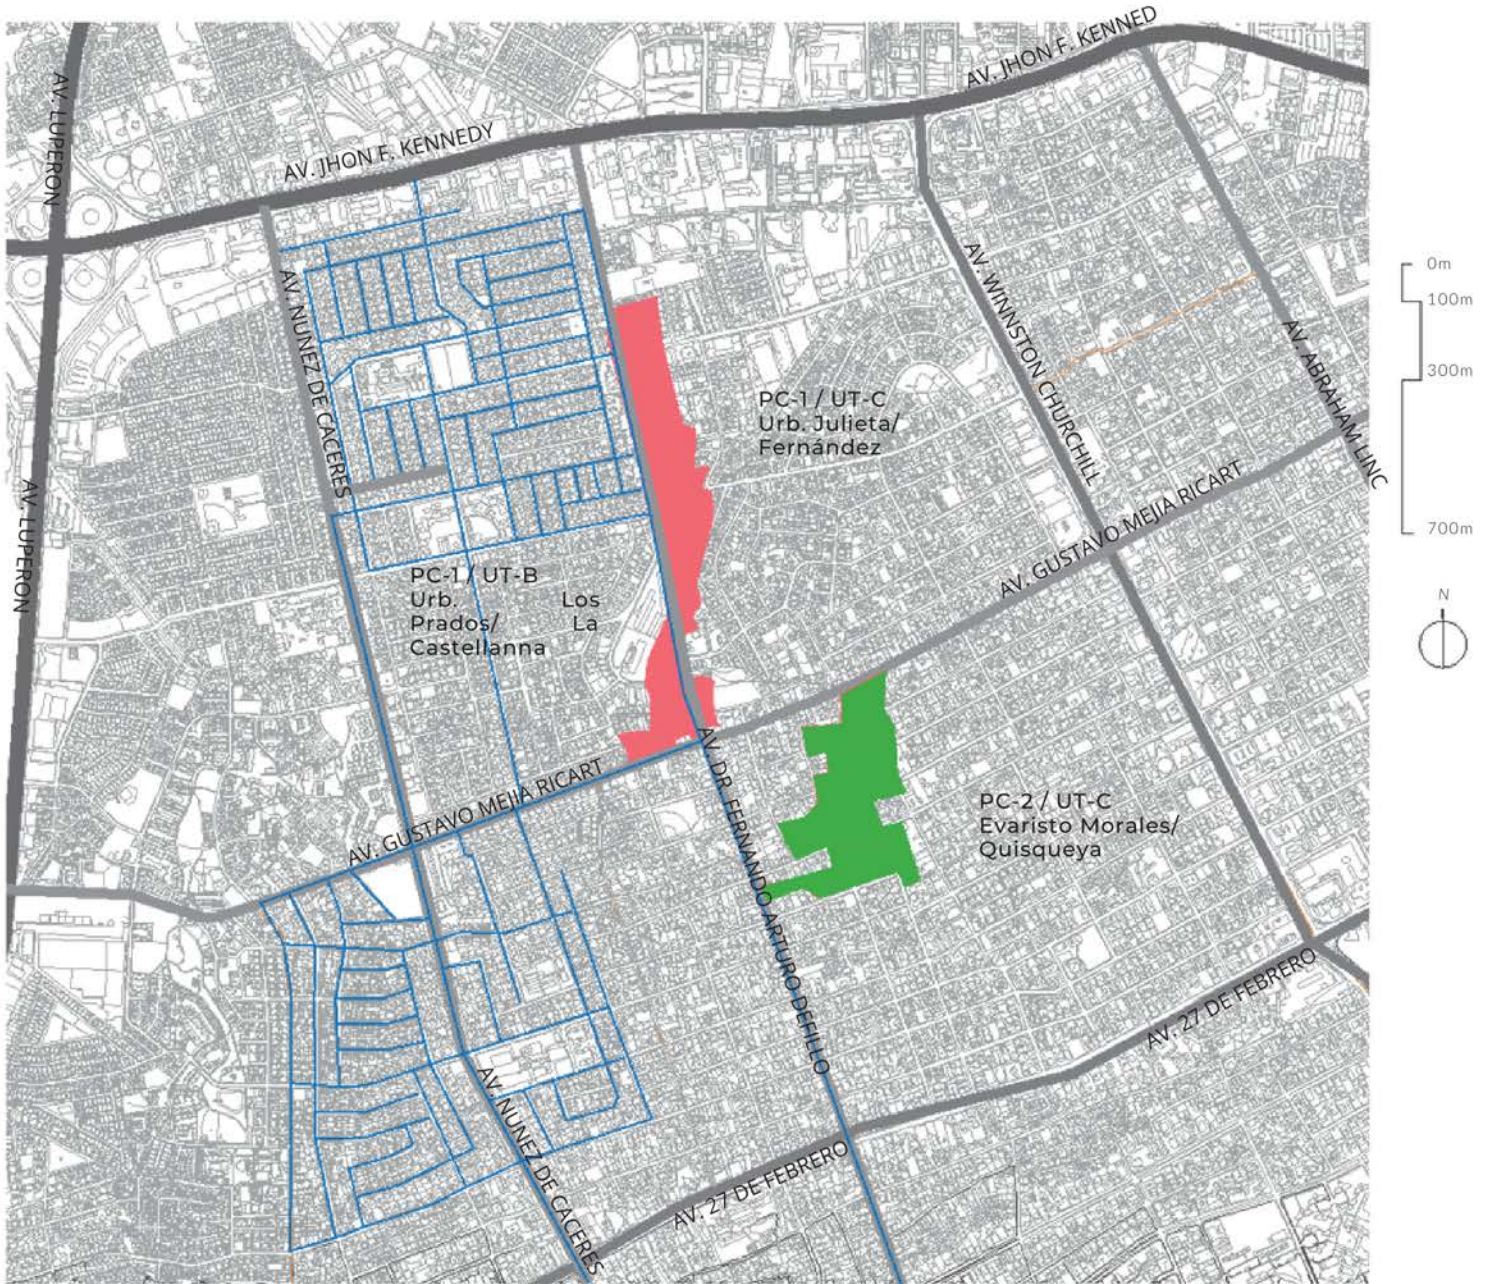 AV. JHON F. KENNED
AV. LUPERON
AV. JHON F. KENNEDY
AV. NUNEZ DE CACERES
AV. WINNSTON CHURCHILL
AV. ABRAHAM LINC
0m
100m
300m
700m
PC-1 / UT-C
Urb. Julieta/
Fernández
AV. LUPERON
AV. GUSTAVO MEJIA RICART
PC-1 / UT-B
Urb. Los
Prados/ La
Castellanna
N
AV. GUSTAVO MEJIA RICART
AV. DR. FERNANDO ARTURO DEFILLO
PC-2 / UT-C
Evaristo Morales/
Quisqueya
AV. 27 DE FEBRERO
AV. NUNEZ DE CACERES
AV. 27 DE FEBRERO